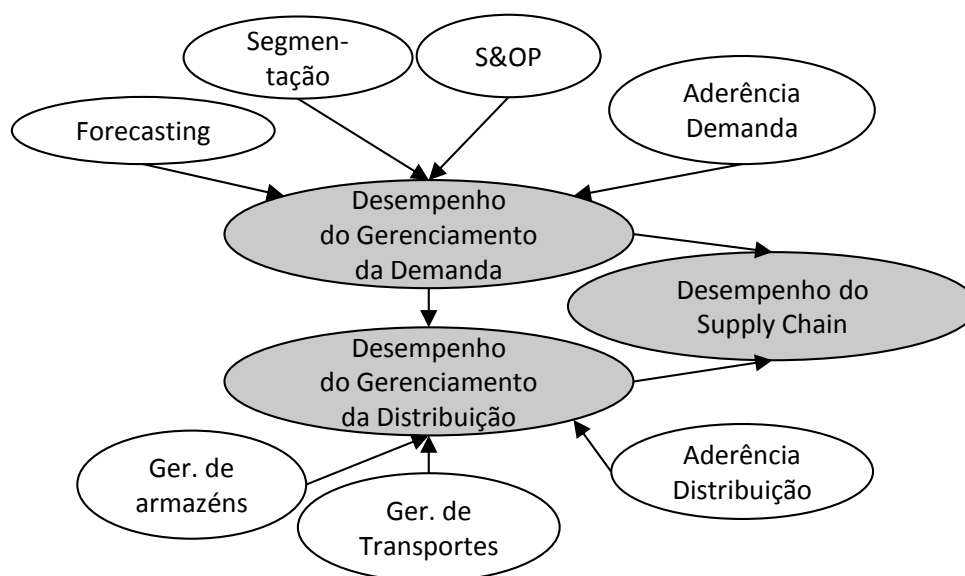 Segmen-
tação
S&OP
Aderência
Demanda
Forecasting
Desempenho
do Gerenciamento
da Demanda
Desempenho do
Supply Chain
Desempenho
do Gerenciamento
da Distribuição
Ger. de
armazéns
Ger. de
Transportes
Aderência
Distribuição